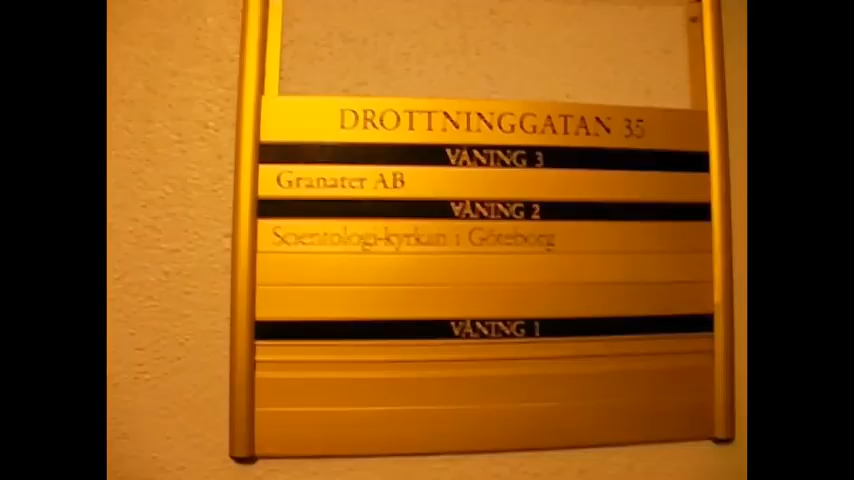 DROTTNINGGATAN 35
VÅNING 3
Granater AB
VÅNING 2
Scientologi-kyrkan i Göteborg
VÅNING 1